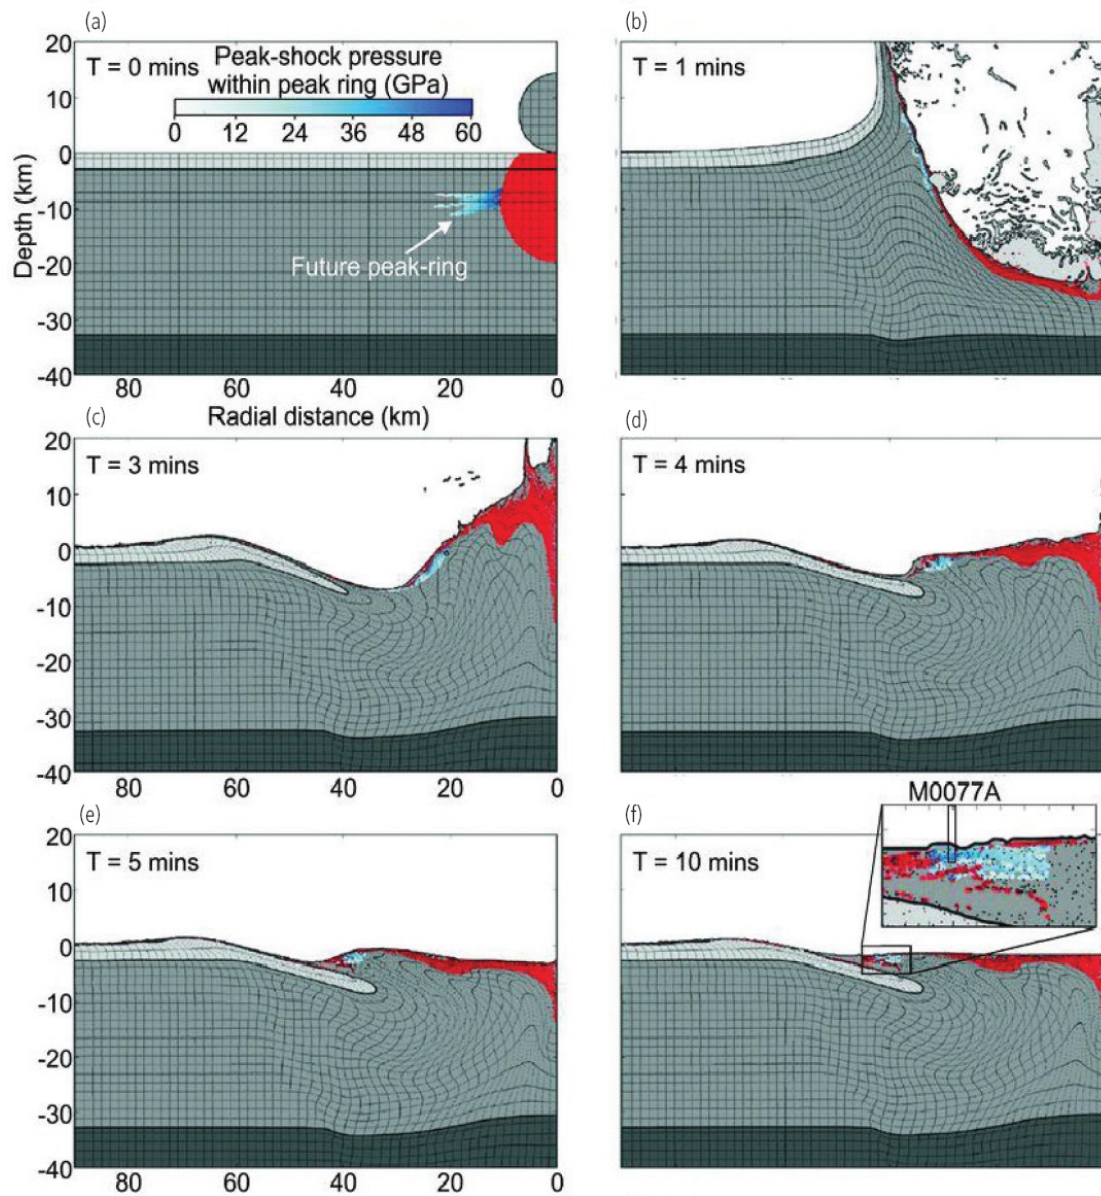 (a)
20
T = 0 mins
Peak-shock pressure
within peak ring (GPa)
10
0 12 24 36 48 60
0
Depth (km)
-10
Future peak-ring
-20
-30
-40
80 60 40 20 0
Radial distance (km)
(b)
T = 1 mins
(c)
20
T = 3 mins
10
0
-10
-20
-30
-40
80 60 40 20 0
(d)
T = 4 mins
(e)
20
T = 5 mins
10
0
-10
-20
-30
-40
80 60 40 20 0
(f)
M0077A
T = 10 mins